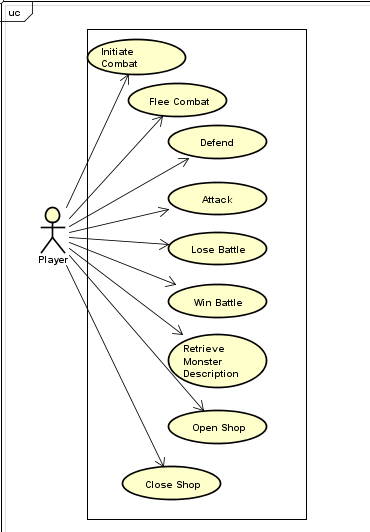 uc
Initiate
Combat
Flee Combat
Defend
Attack
Lose Battle
Player
Win Battle
Retrieve
Monster
Description
Open Shop
Close Shop